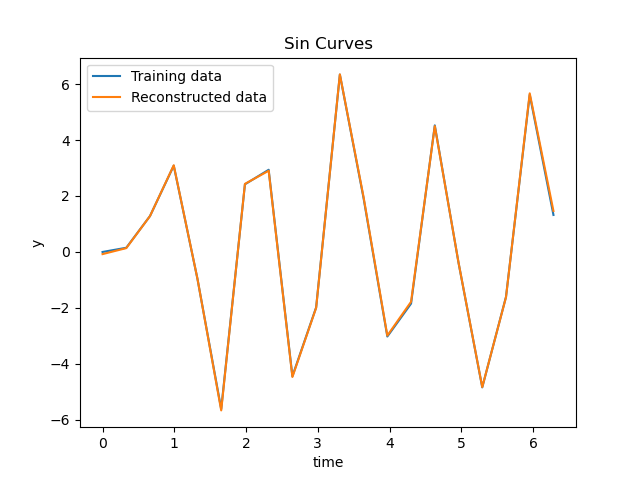 Sin Curves
Training data
Reconstructed data
6
4
2
0
−2
−4
−6
y
0 1 2 3 4 5 6
time